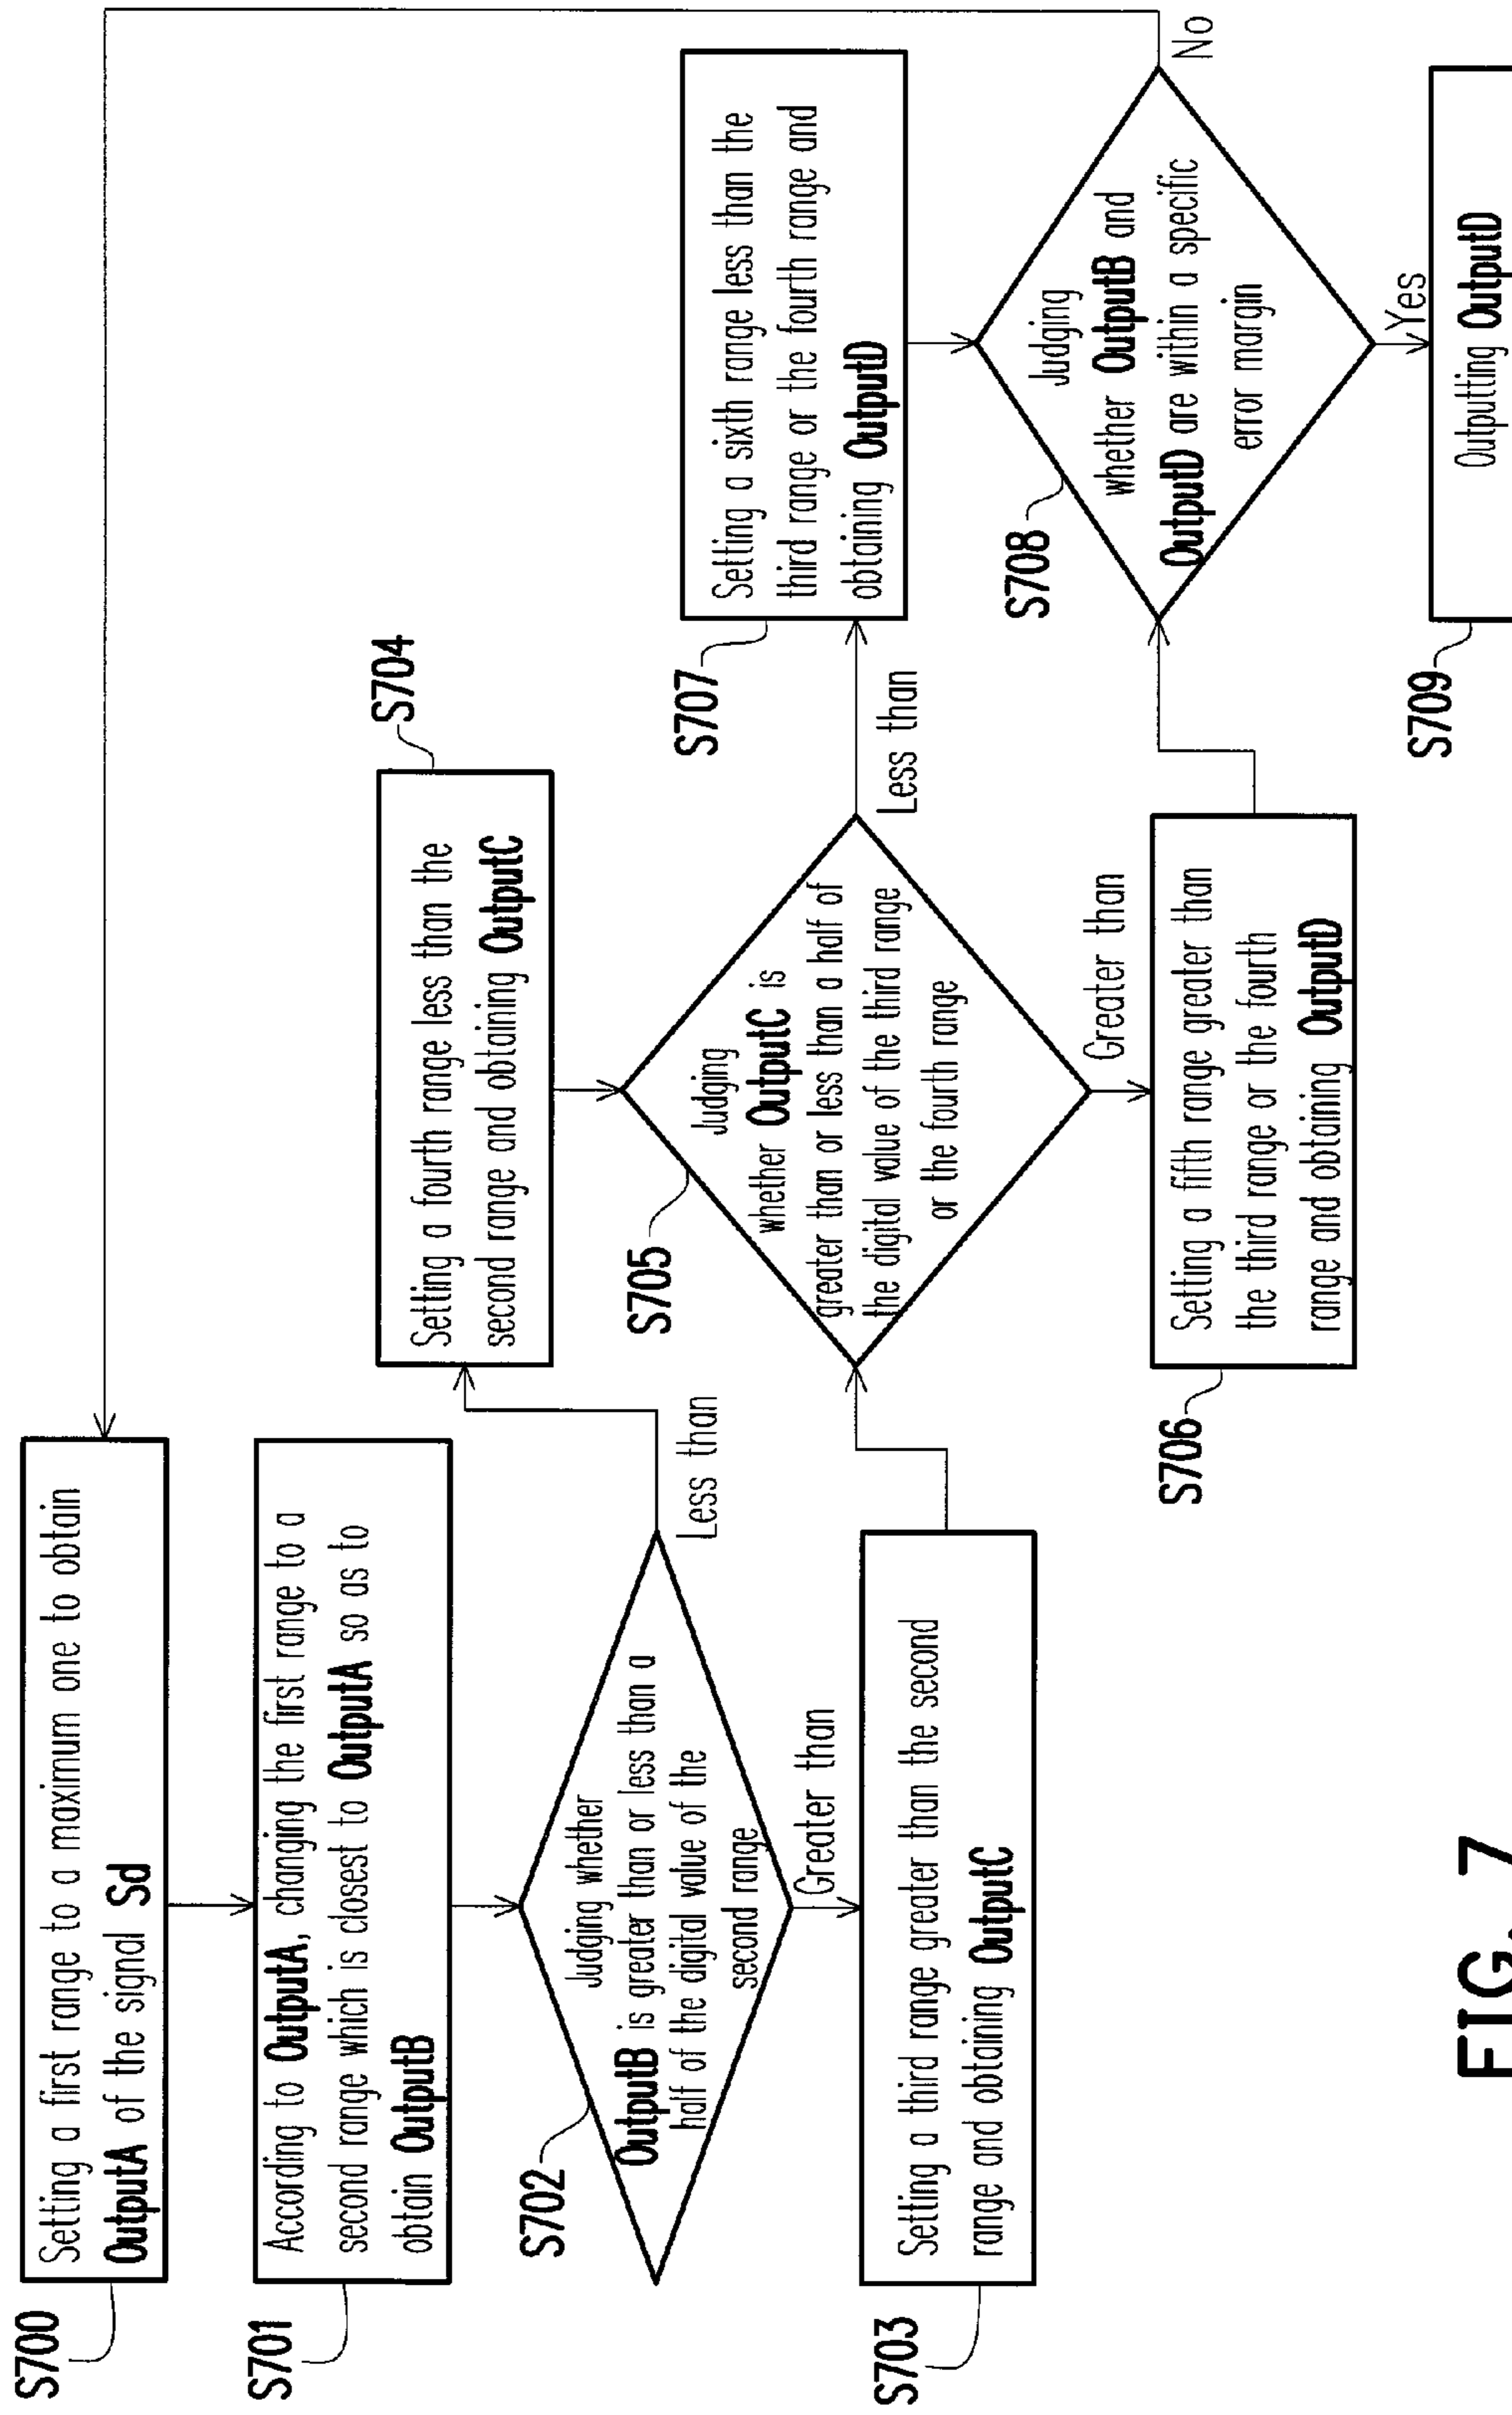 S700
Setting a first range to a maximum one to obtain
OutputA of the signal Sd
S701
According to OutputA, changing the first range to a
second range which is closest to OutputA so as to
obtain OutputB
S702
Judging whether
OutputB is greater than or less than a
half of the digital value of the
second range
Less than
Greater than
S703
Setting a third range greater than the second
range and obtaining OutputC
S704
Setting a fourth range less than the
second range and obtaining OutputC
S705
Judging
whether OutputC is
greater than or less than a half of
the digital value of the third range
or the fourth range
Less than
Greater than
S706
Setting a fifth range greater than
the third range or the fourth
range and obtaining OutputD
S707
Setting a sixth range less than the
third range or the fourth range and
obtaining OutputD
S708
Judging
whether OutputB and
OutputD are within a specific
error margin
No
Yes
S709
Outputting OutputD
FIG. 7